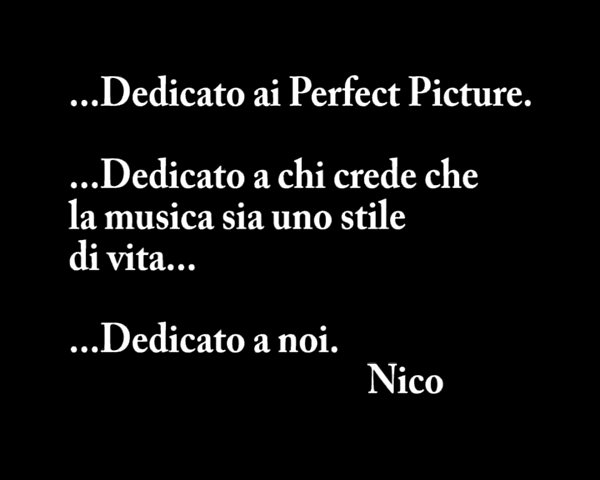 ...Dedicato ai Perfect Picture.
...Dedicato a chi crede che
la musica sia uno stile
di vita...
...Dedicato a noi.
Nico